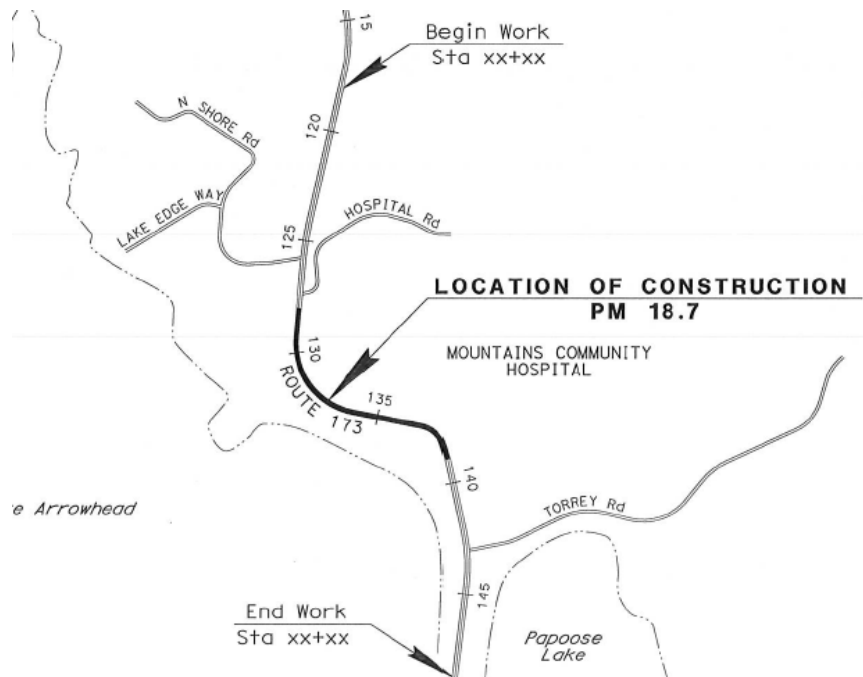 15
Begin Work
Sta xx+xx
120
N SHORE Rd
LAKE EDGE WAY
125
HOSPITAL Rd
LOCATION OF CONSTRUCTION
PM 18.7
130
MOUNTAINS COMMUNITY
HOSPITAL
ROUTE 173
135
140
e Arrowhead
TORREY Rd
145
End Work
Sta xx+xx
Papoose
Lake